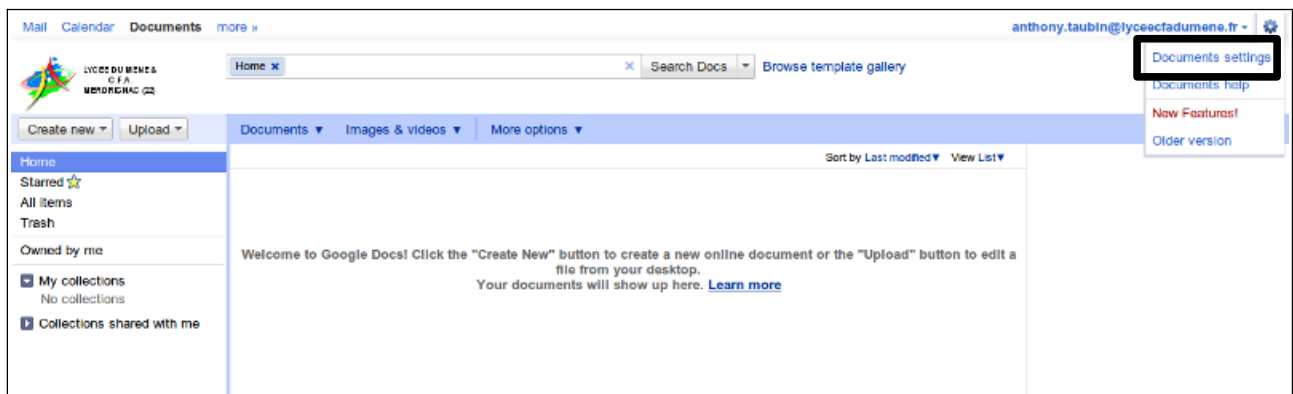 Mail Calendar Documents more »
anthony.taubin@lyceecfadumene.fr
LYCEE DU MENE &
C F A
MERDRIGNAC (22)
Home x
x Search Docs Browse template gallery
Documents settings
Documents help
New Features!
Older version
Create new Upload
Documents Images & videos More options
Home
Starred
All items
Trash
Owned by me
My collections
No collections
Collections shared with me
Sort by Last modified View List
Welcome to Google Docs! Click the "Create New" button to create a new online document or the "Upload" button to edit a
file from your desktop.
Your documents will show up here. Learn more